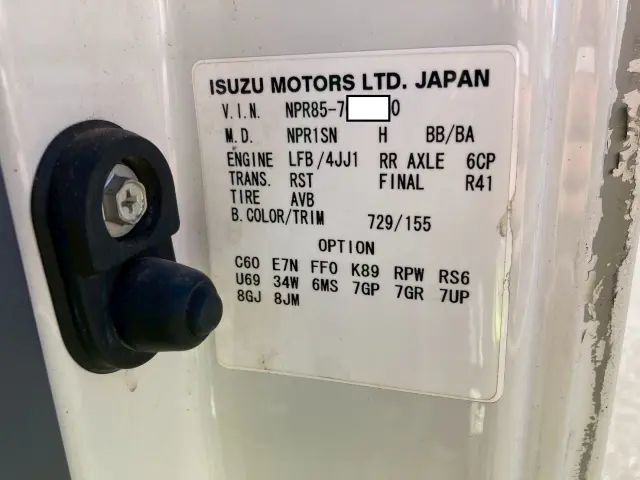 ISUZU MOTORS LTD. JAPAN
V.I.N. NPR85-7 0
M.D. NPR1SN H BB/BA
ENGINE LFB/4JJ1 RR AXLE 6CP
TRANS. RST FINAL R41
TIRE AVB
B.COLOR/TRIM 729/155
OPTION
C60 E7N FF0 K89 RPW RS6
U69 34W 6MS 7GP 7GR 7UP
8GJ 8JM